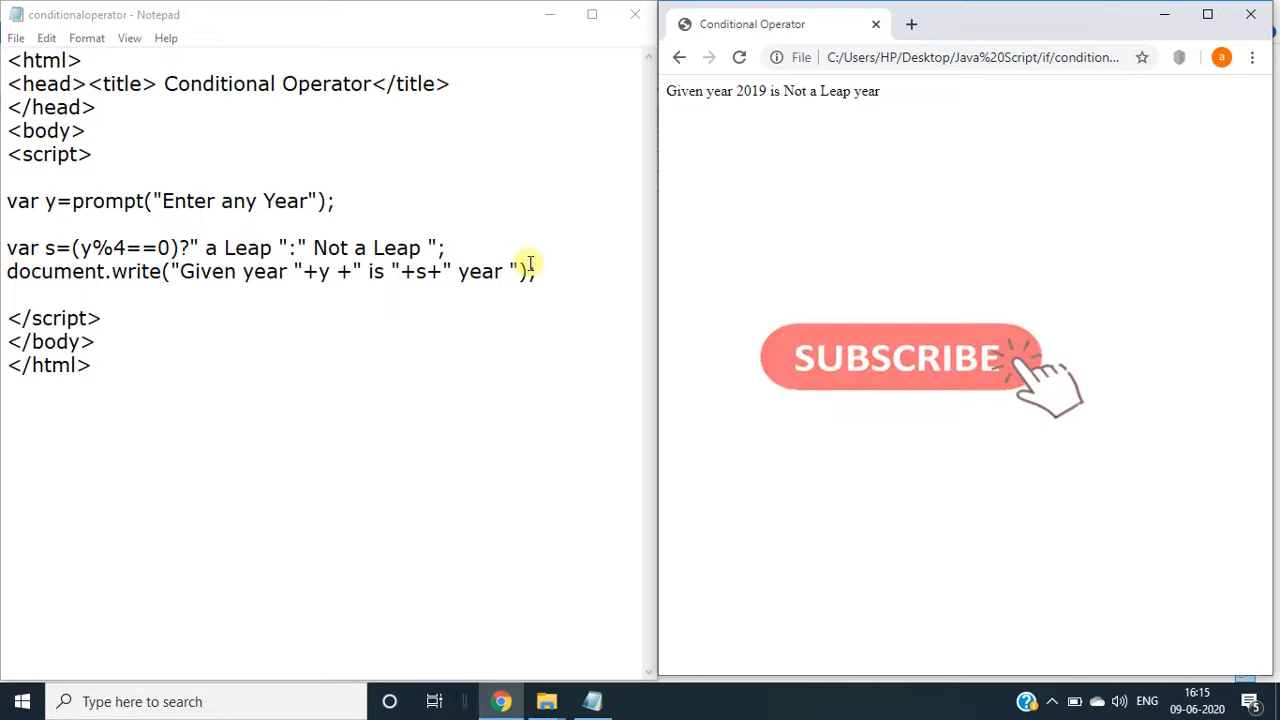 conditionaloperator - Notepad
File Edit Format View Help
<html>
<head><title> Conditional Operator</title>
</head>
<body>
<script>
var y=prompt("Enter any Year");
var s=(y%4==0)?" a Leap ":" Not a Leap ";
document.write("Given year "+y +" is "+s+" year ");
</script>
</body>
</html>
Conditional Operator
File C:/Users/HP/Desktop/Java%20Script/if/condition...
a
Given year 2019 is Not a Leap year
SUBSCRIBE
Type here to search
ENG
16:15
09-06-2020
5